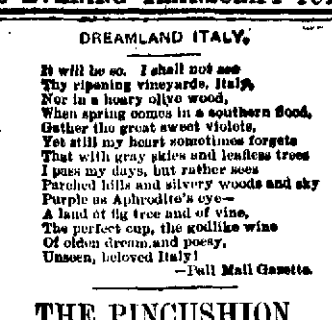 DREAMLAND ITALY.
It will be so. I shall not see
Thy ripening vineyards, Italy,
Nor in a hoary olive wood,
When spring comes in a southern flood,
Gather the great sweet violets,
Yet still my heart sometimes forgets
That with gray skies and leafless trees
I pass my days, but rather sees
Parched hills and silvery woods and sky
Purple as Aphrodite's eye—
A land of fig tree and of vine,
The perfect cup, the godlike wine
Of olden dream and poesy,
Unseen, beloved Italy!
—Pall Mall Gazette.
THE PINCUSHION